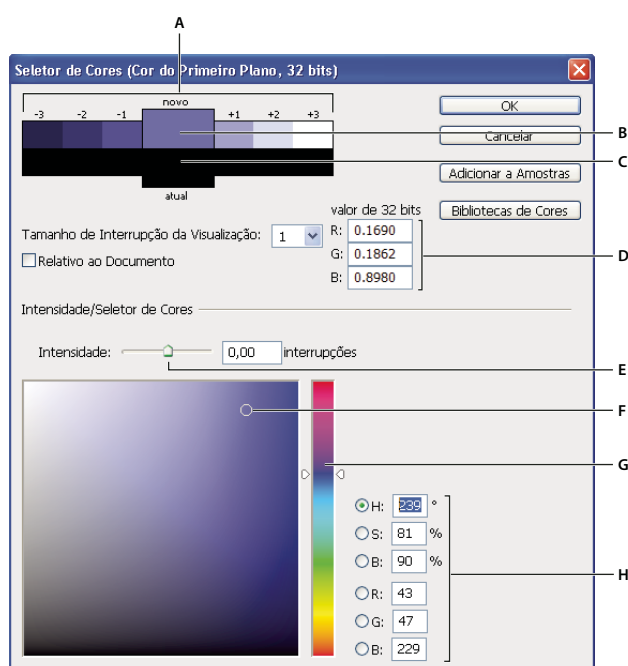 A
Seletor de Cores (Cor do Primeiro Plano, 32 bits)
novo
-3 -2 -1 +1 +2 +3
OK
B
Cancelar
C
Adicionar a Amostras
atual
valor de 32 bits
Bibliotecas de Cores
Tamanho de Interrupção da Visualização: 1
R: 0.1690
Relativo ao Documento
G: 0.1862
D
B: 0.8980
Intensidade/Seletor de Cores
Intensidade: 0,00 interrupções
E
F
G
H: 239 °
S: 81 %
B: 90 %
H
R: 43
G: 47
B: 229